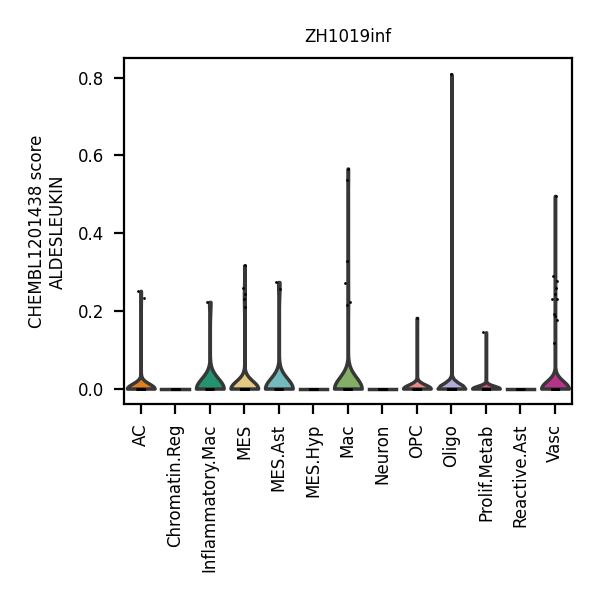 ZH1019inf
CHEMBL1201438 score
ALDESLEUKIN
0.8
0.6
0.4
0.2
0.0
AC
Chromatin.Reg
Inflammatory.Mac
MES
MES.Ast
MES.Hyp
Mac
Neuron
OPC
Oligo
Prolif.Metab
Reactive.Ast
Vasc